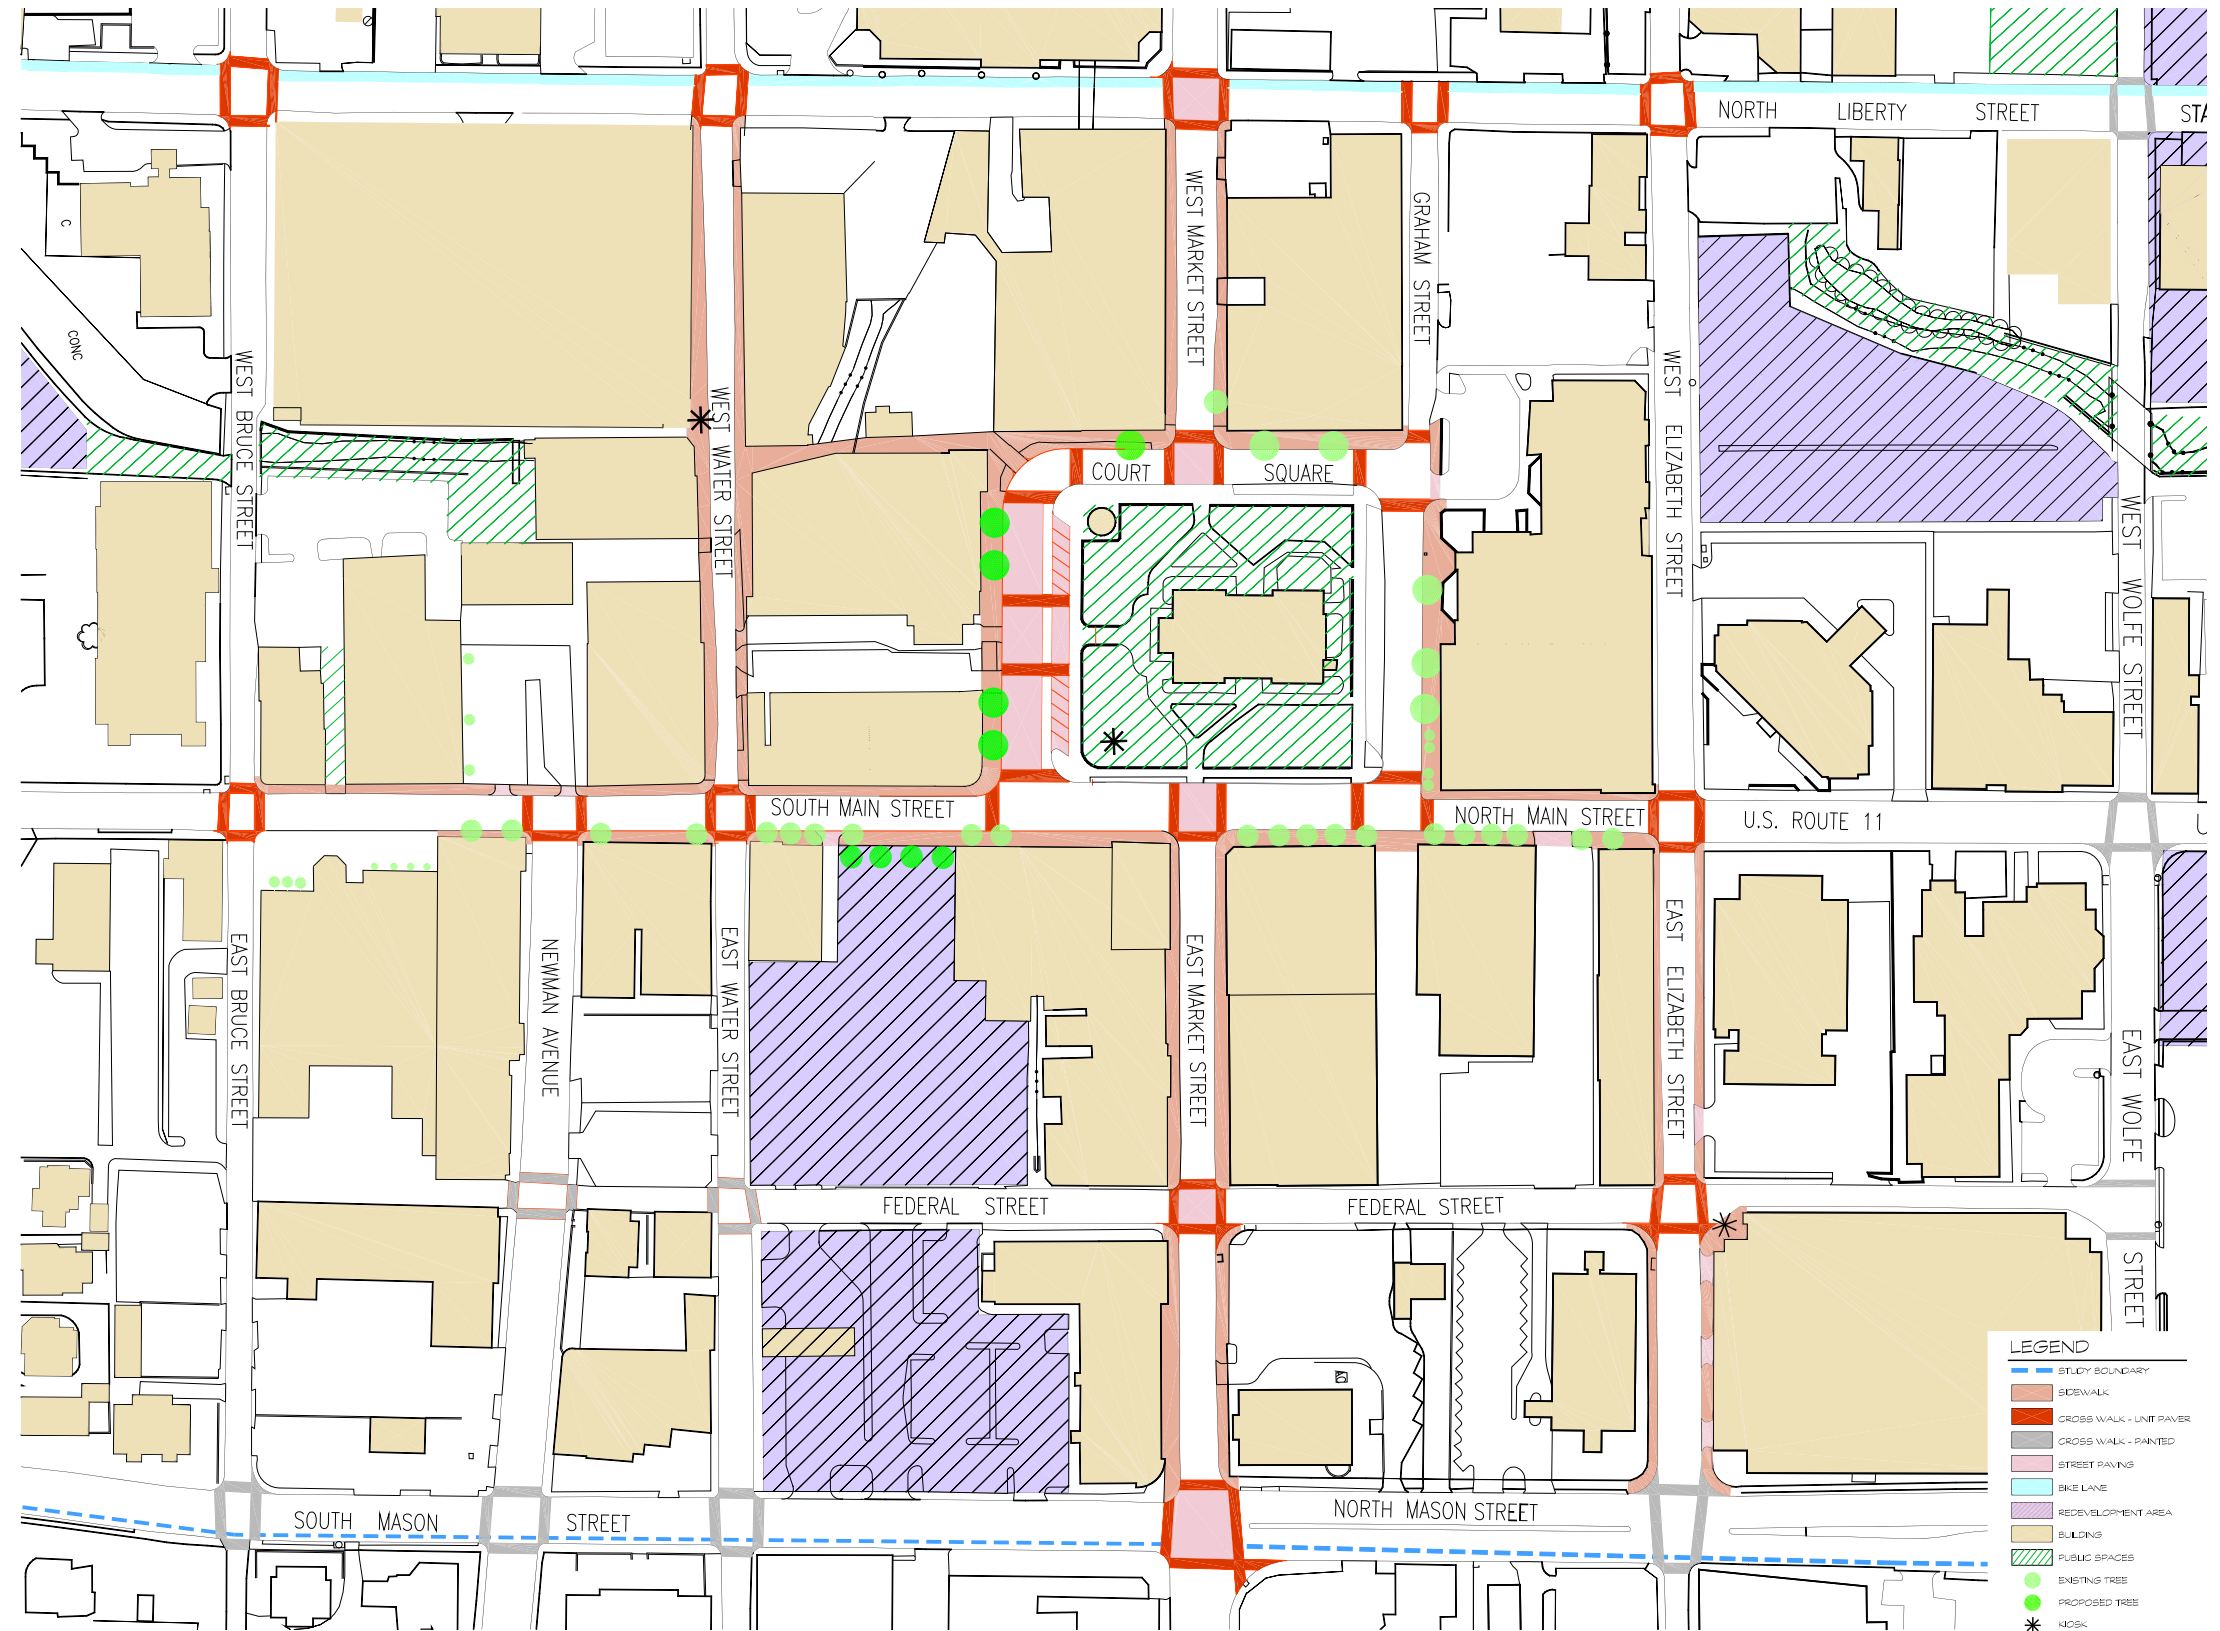 NORTH LIBERTY STREET STA
WEST MARKET STREET
GRAHAM STREET
C
CONC
WEST BRUCE STREET
WEST WATER STREET
WEST ELIZABETH STREET
COURT SQUARE
WEST WOLFE STREET
SOUTH MAIN STREET
NORTH MAIN STREET
U.S. ROUTE 11
U
EAST BRUCE STREET
NEWMAN AVENUE
EAST WATER STREET
EAST MARKET STREET
EAST ELIZABETH STREET
EAST WOLFE STREET
FEDERAL STREET
FEDERAL STREET
SOUTH MASON STREET
NORTH MASON STREET
LEGEND
STUDY BOUNDARY
SIDEWALK
CROSS WALK - UNIT PAVER
CROSS WALK - PAINTED
STREET PAVING
BIKE LANE
REDEVELOPMENT AREA
BUILDING
PUBLIC SPACES
EXISTING TREE
PROPOSED TREE
KIOSK